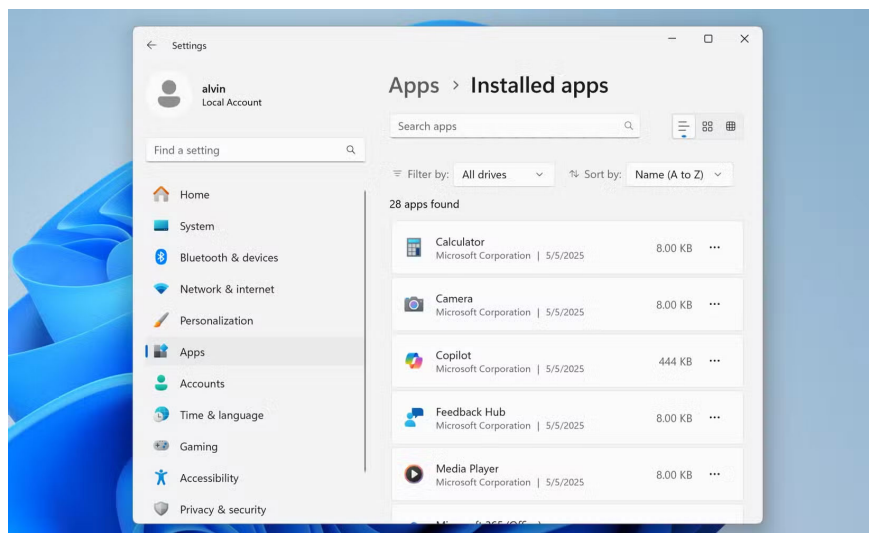 Settings
alvin
Local Account
Find a setting
Home
System
Bluetooth & devices
Network & internet
Personalization
Apps
Accounts
Time & language
Gaming
Accessibility
Privacy & security
Apps > Installed apps
Search apps
Filter by: All drives Sort by: Name (A to Z)
28 apps found
Calculator
Microsoft Corporation | 5/5/2025 8.00 KB
Camera
Microsoft Corporation | 5/5/2025 8.00 KB
Copilot
Microsoft Corporation | 5/5/2025 444 KB
Feedback Hub
Microsoft Corporation | 5/5/2025 8.00 KB
Media Player
Microsoft Corporation | 5/5/2025 8.00 KB
Microsoft 365 (Office)